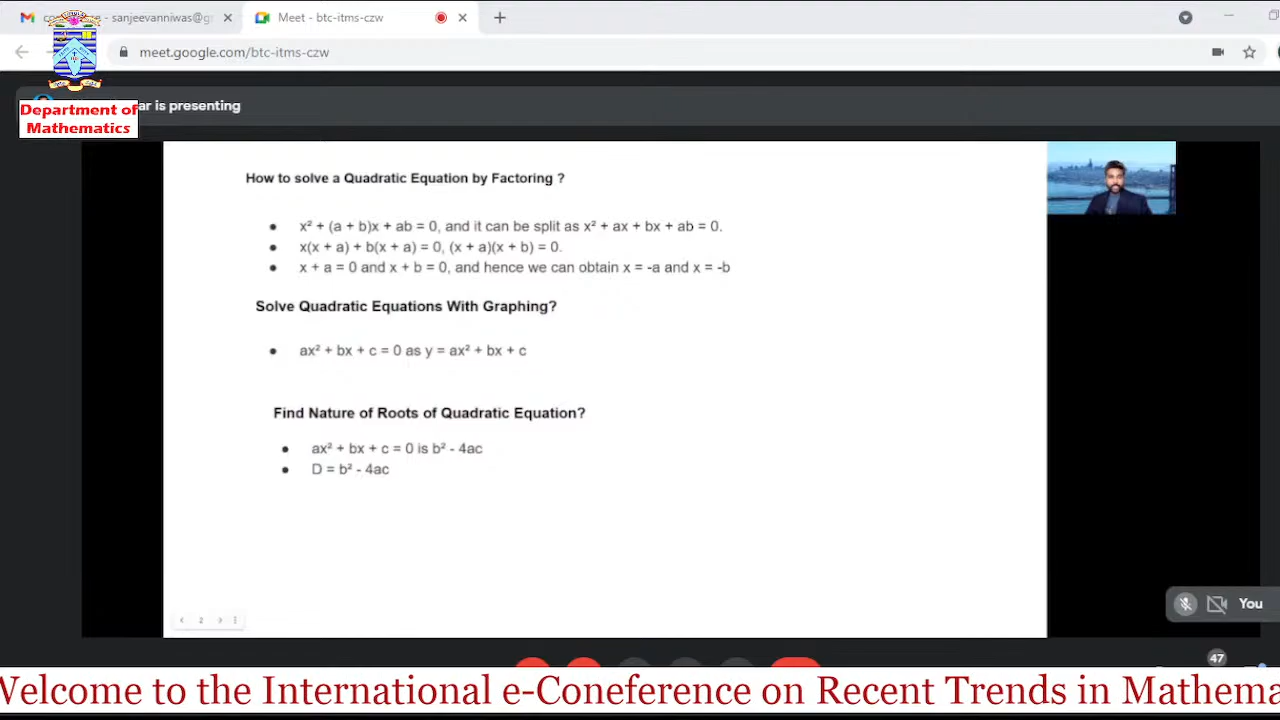 sanjeevanniwas@g
Meet - btc-itms-czw
meet.google.com/btc-itms-czw
Department of
Mathematics
ar is presenting
How to solve a Quadratic Equation by Factoring ?
● x² + (a + b)x + ab = 0, and it can be split as x² + ax + bx + ab = 0.
● x(x + a) + b(x + a) = 0, (x + a)(x + b) = 0.
● x + a = 0 and x + b = 0, and hence we can obtain x = -a and x = -b
Solve Quadratic Equations With Graphing?
● ax² + bx + c = 0 as y = ax² + bx + c
Find Nature of Roots of Quadratic Equation?
● ax² + bx + c = 0 is b² - 4ac
● D = b² - 4ac
2
You
47
Welcome to the International e-Coneference on Recent Trends in Mathema